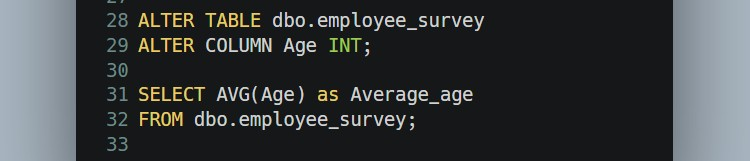 28 ALTER TABLE dbo.employee_survey
29 ALTER COLUMN Age INT;
30
31 SELECT AVG(Age) as Average_age
32 FROM dbo.employee_survey;
33